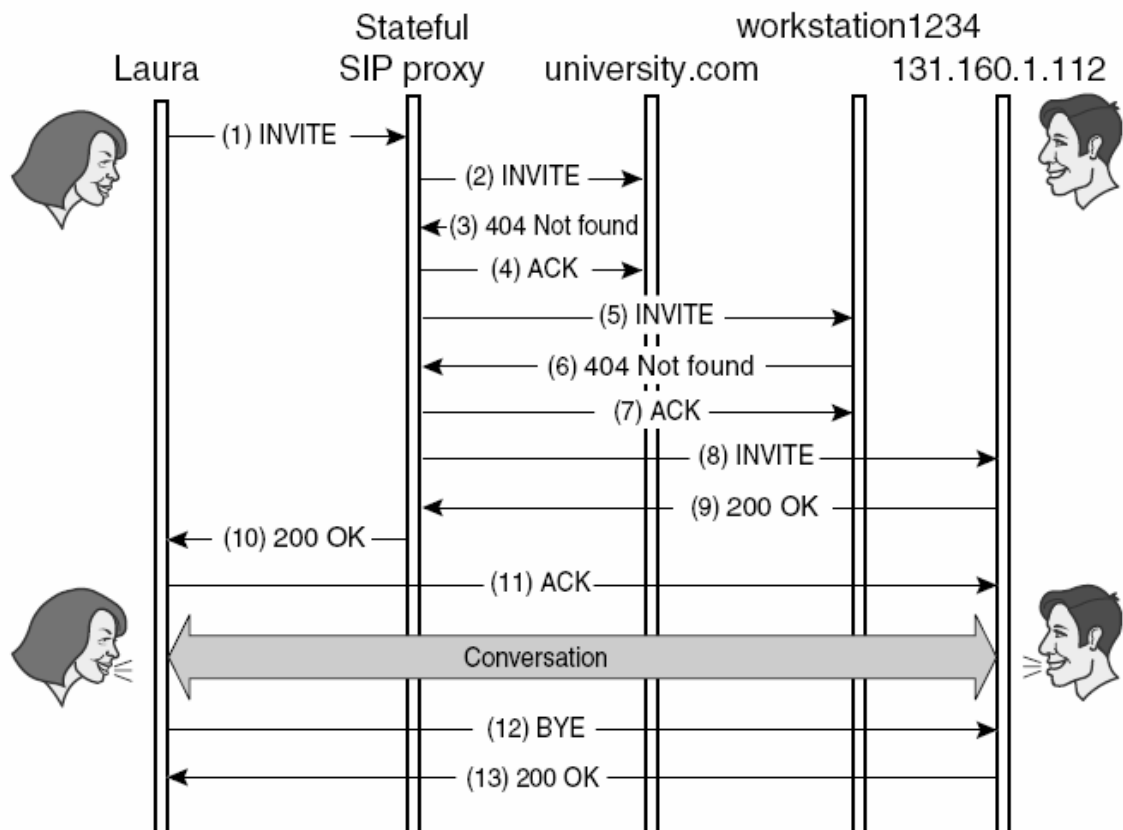 Stateful
workstation1234
Laura
SIP proxy
university.com
131.160.1.112
(1) INVITE
(2) INVITE
(3) 404 Not found
(4) ACK
(5) INVITE
(6) 404 Not found
(7) ACK
(8) INVITE
(9) 200 OK
(10) 200 OK
(11) ACK
Conversation
(12) BYE
(13) 200 OK